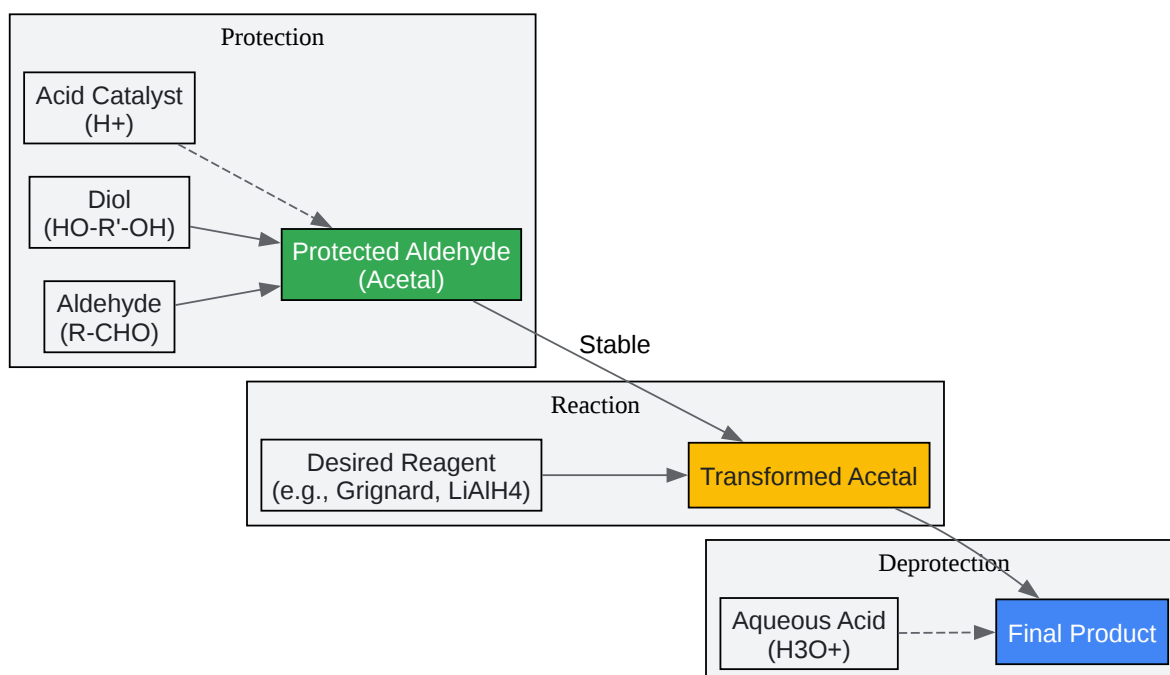 Protection
Acid Catalyst
(H+)
Diol
(HO-R'-OH)
Protected Aldehyde
(Acetal)
Aldehyde
(R-CHO)
Stable
Reaction
Desired Reagent
(e.g., Grignard, LiAlH4)
Transformed Acetal
Deprotection
Aqueous Acid
(H3O+)
Final Product